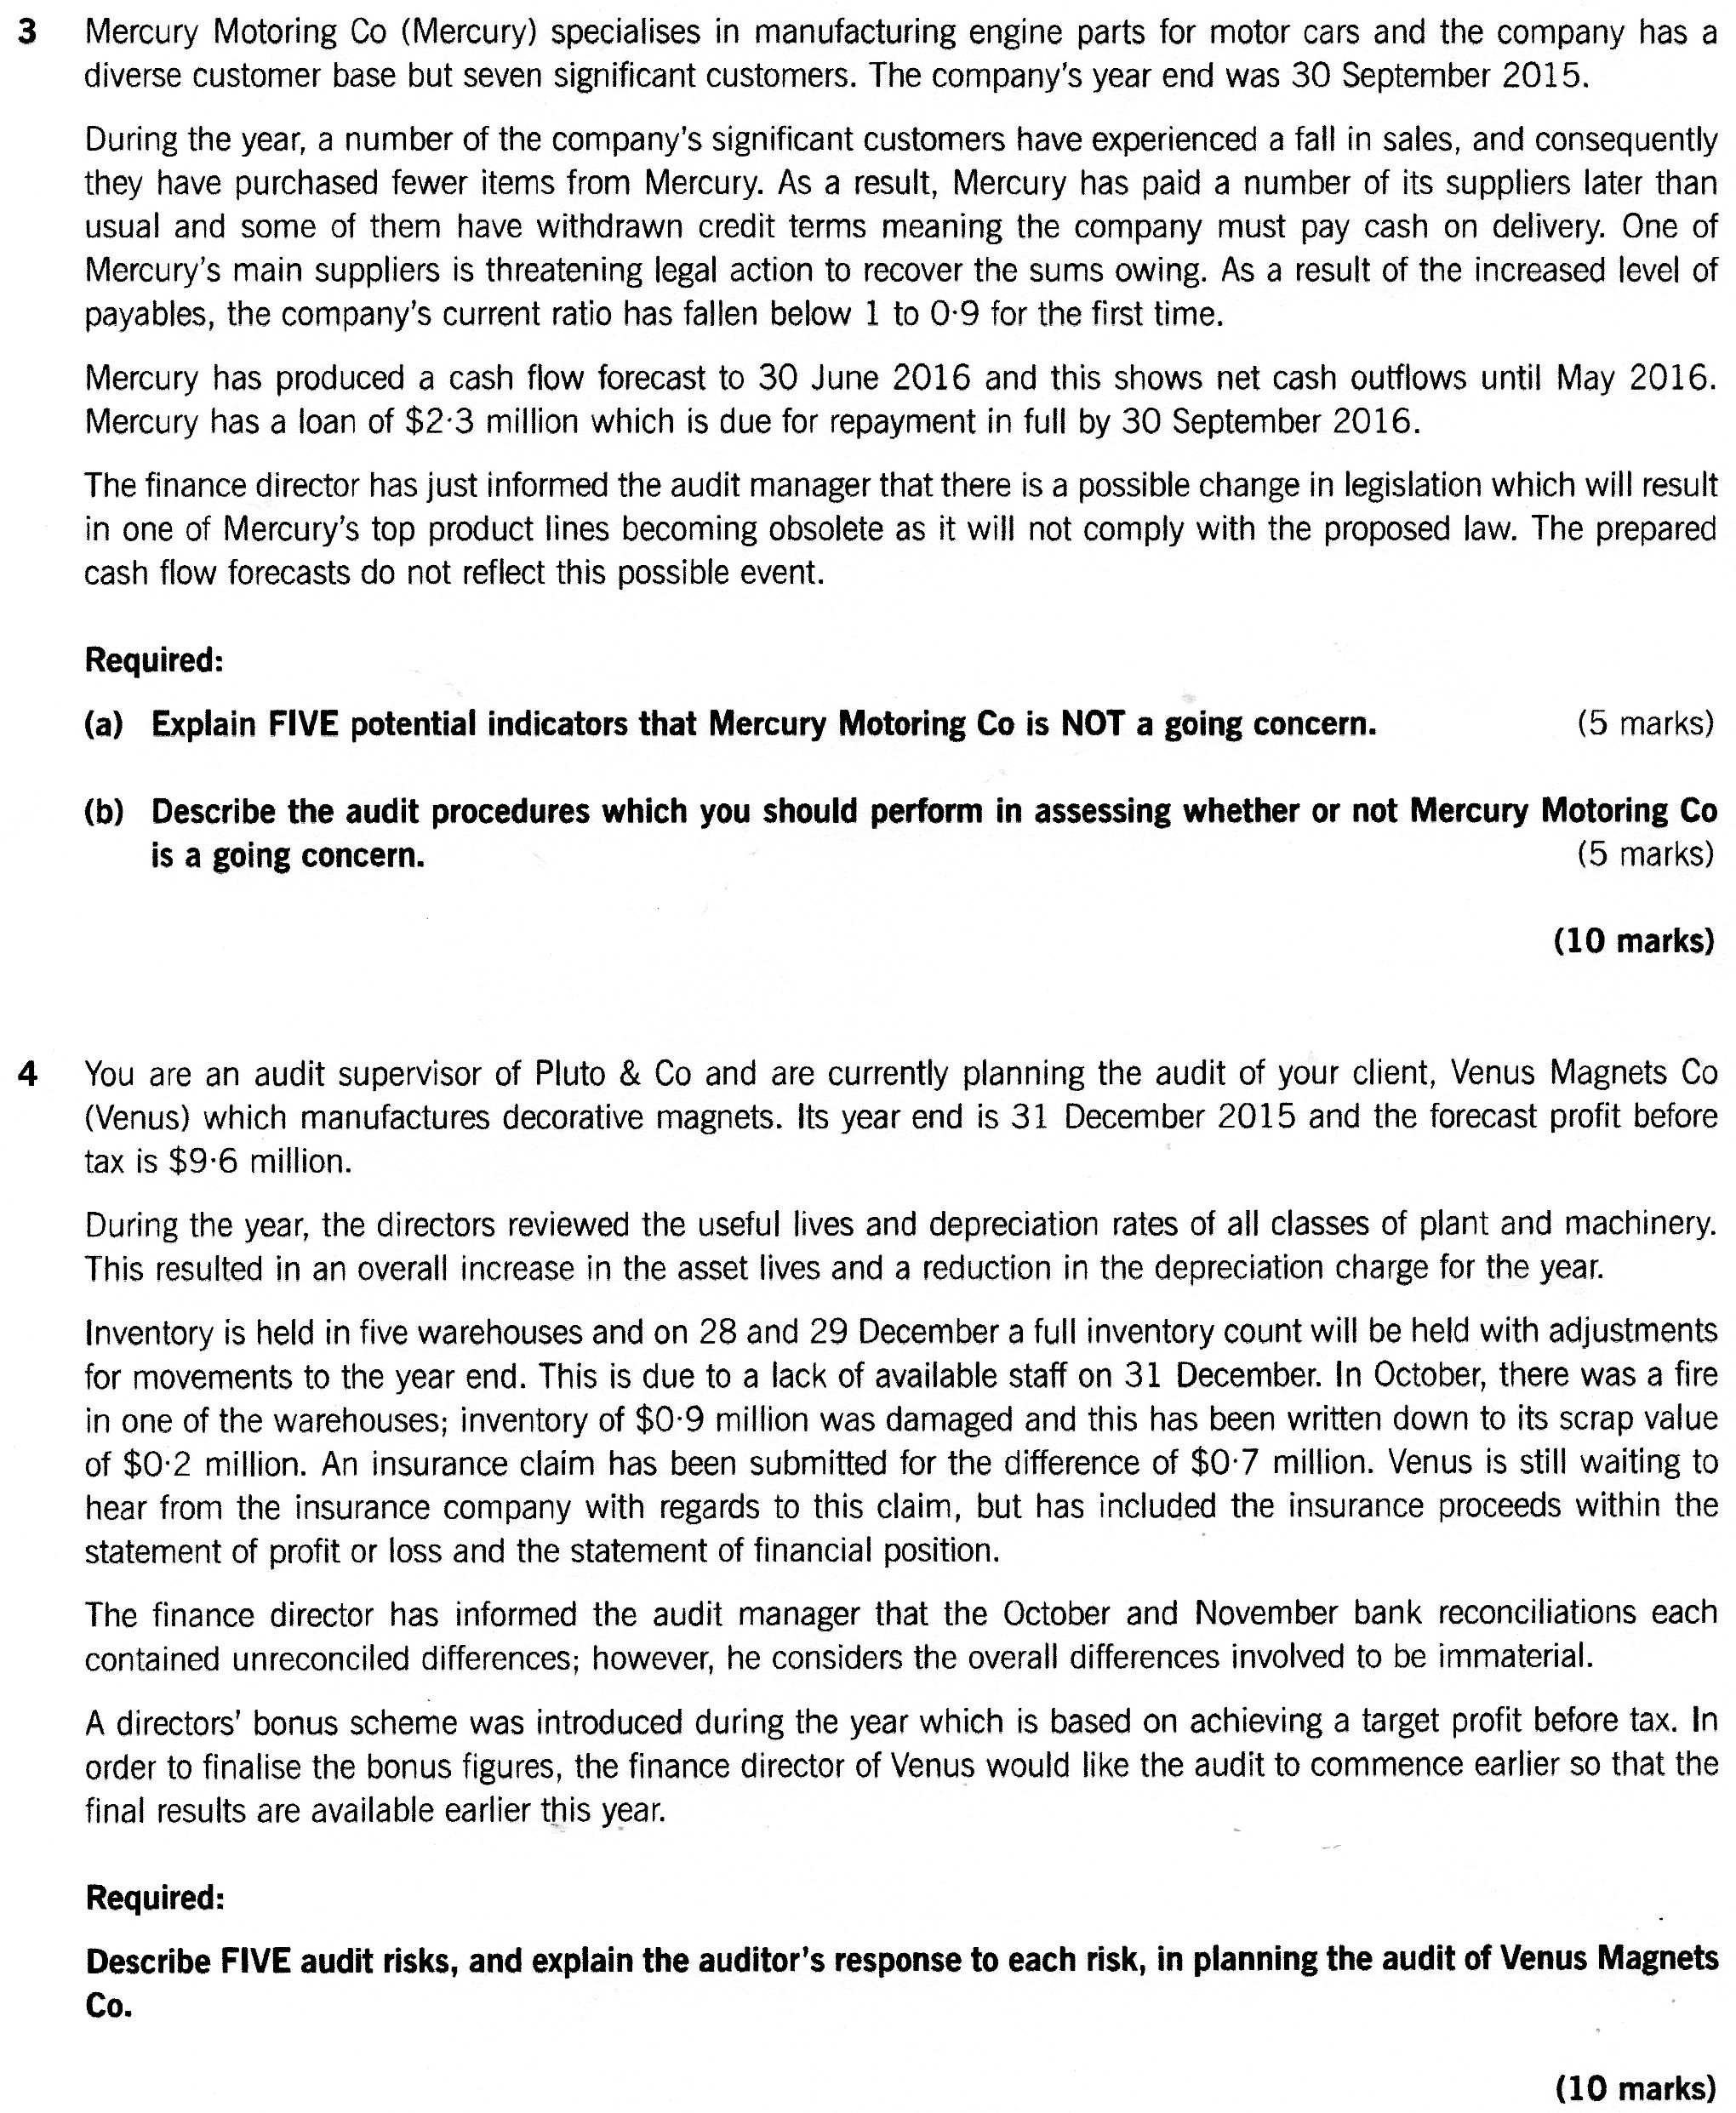 3 Mercury Motoring Co (Mercury) specialises in manufacturing engine parts for motor cars and the company has a
diverse customer base but seven significant customers. The company's year end was 30 September 2015.
During the year, a number of the company's significant customers have experienced a fall in sales, and consequently
they have purchased fewer items from Mercury. As a result, Mercury has paid a number of its suppliers later than
usual and some of them have withdrawn credit terms meaning the company must pay cash on delivery. One of
Mercury's main suppliers is threatening legal action to recover the sums owing. As a result of the increased level of
payables, the company's current ratio has fallen below 1 to 0·9 for the first time.
Mercury has produced a cash flow forecast to 30 June 2016 and this shows net cash outflows until May 2016.
Mercury has a loan of $2·3 million which is due for repayment in full by 30 September 2016.
The finance director has just informed the audit manager that there is a possible change in legislation which will result
in one of Mercury's top product lines becoming obsolete as it will not comply with the proposed law. The prepared
cash flow forecasts do not reflect this possible event.
Required:
(a) Explain FIVE potential indicators that Mercury Motoring Co is NOT a going concern. (5 marks)
(b) Describe the audit procedures which you should perform in assessing whether or not Mercury Motoring Co
is a going concern. (5 marks)
(10 marks)
4 You are an audit supervisor of Pluto & Co and are currently planning the audit of your client, Venus Magnets Co
(Venus) which manufactures decorative magnets. Its year end is 31 December 2015 and the forecast profit before
tax is $9·6 million.
During the year, the directors reviewed the useful lives and depreciation rates of all classes of plant and machinery.
This resulted in an overall increase in the asset lives and a reduction in the depreciation charge for the year.
Inventory is held in five warehouses and on 28 and 29 December a full inventory count will be held with adjustments
for movements to the year end. This is due to a lack of available staff on 31 December. In October, there was a fire
in one of the warehouses; inventory of $0·9 million was damaged and this has been written down to its scrap value
of $0·2 million. An insurance claim has been submitted for the difference of $0·7 million. Venus is still waiting to
hear from the insurance company with regards to this claim, but has included the insurance proceeds within the
statement of profit or loss and the statement of financial position.
The finance director has informed the audit manager that the October and November bank reconciliations each
contained unreconciled differences; however, he considers the overall differences involved to be immaterial.
A directors' bonus scheme was introduced during the year which is based on achieving a target profit before tax. In
order to finalise the bonus figures, the finance director of Venus would like the audit to commence earlier so that the
final results are available earlier this year.
Required:
Describe FIVE audit risks, and explain the auditor's response to each risk, in planning the audit of Venus Magnets
Co.
(10 marks)